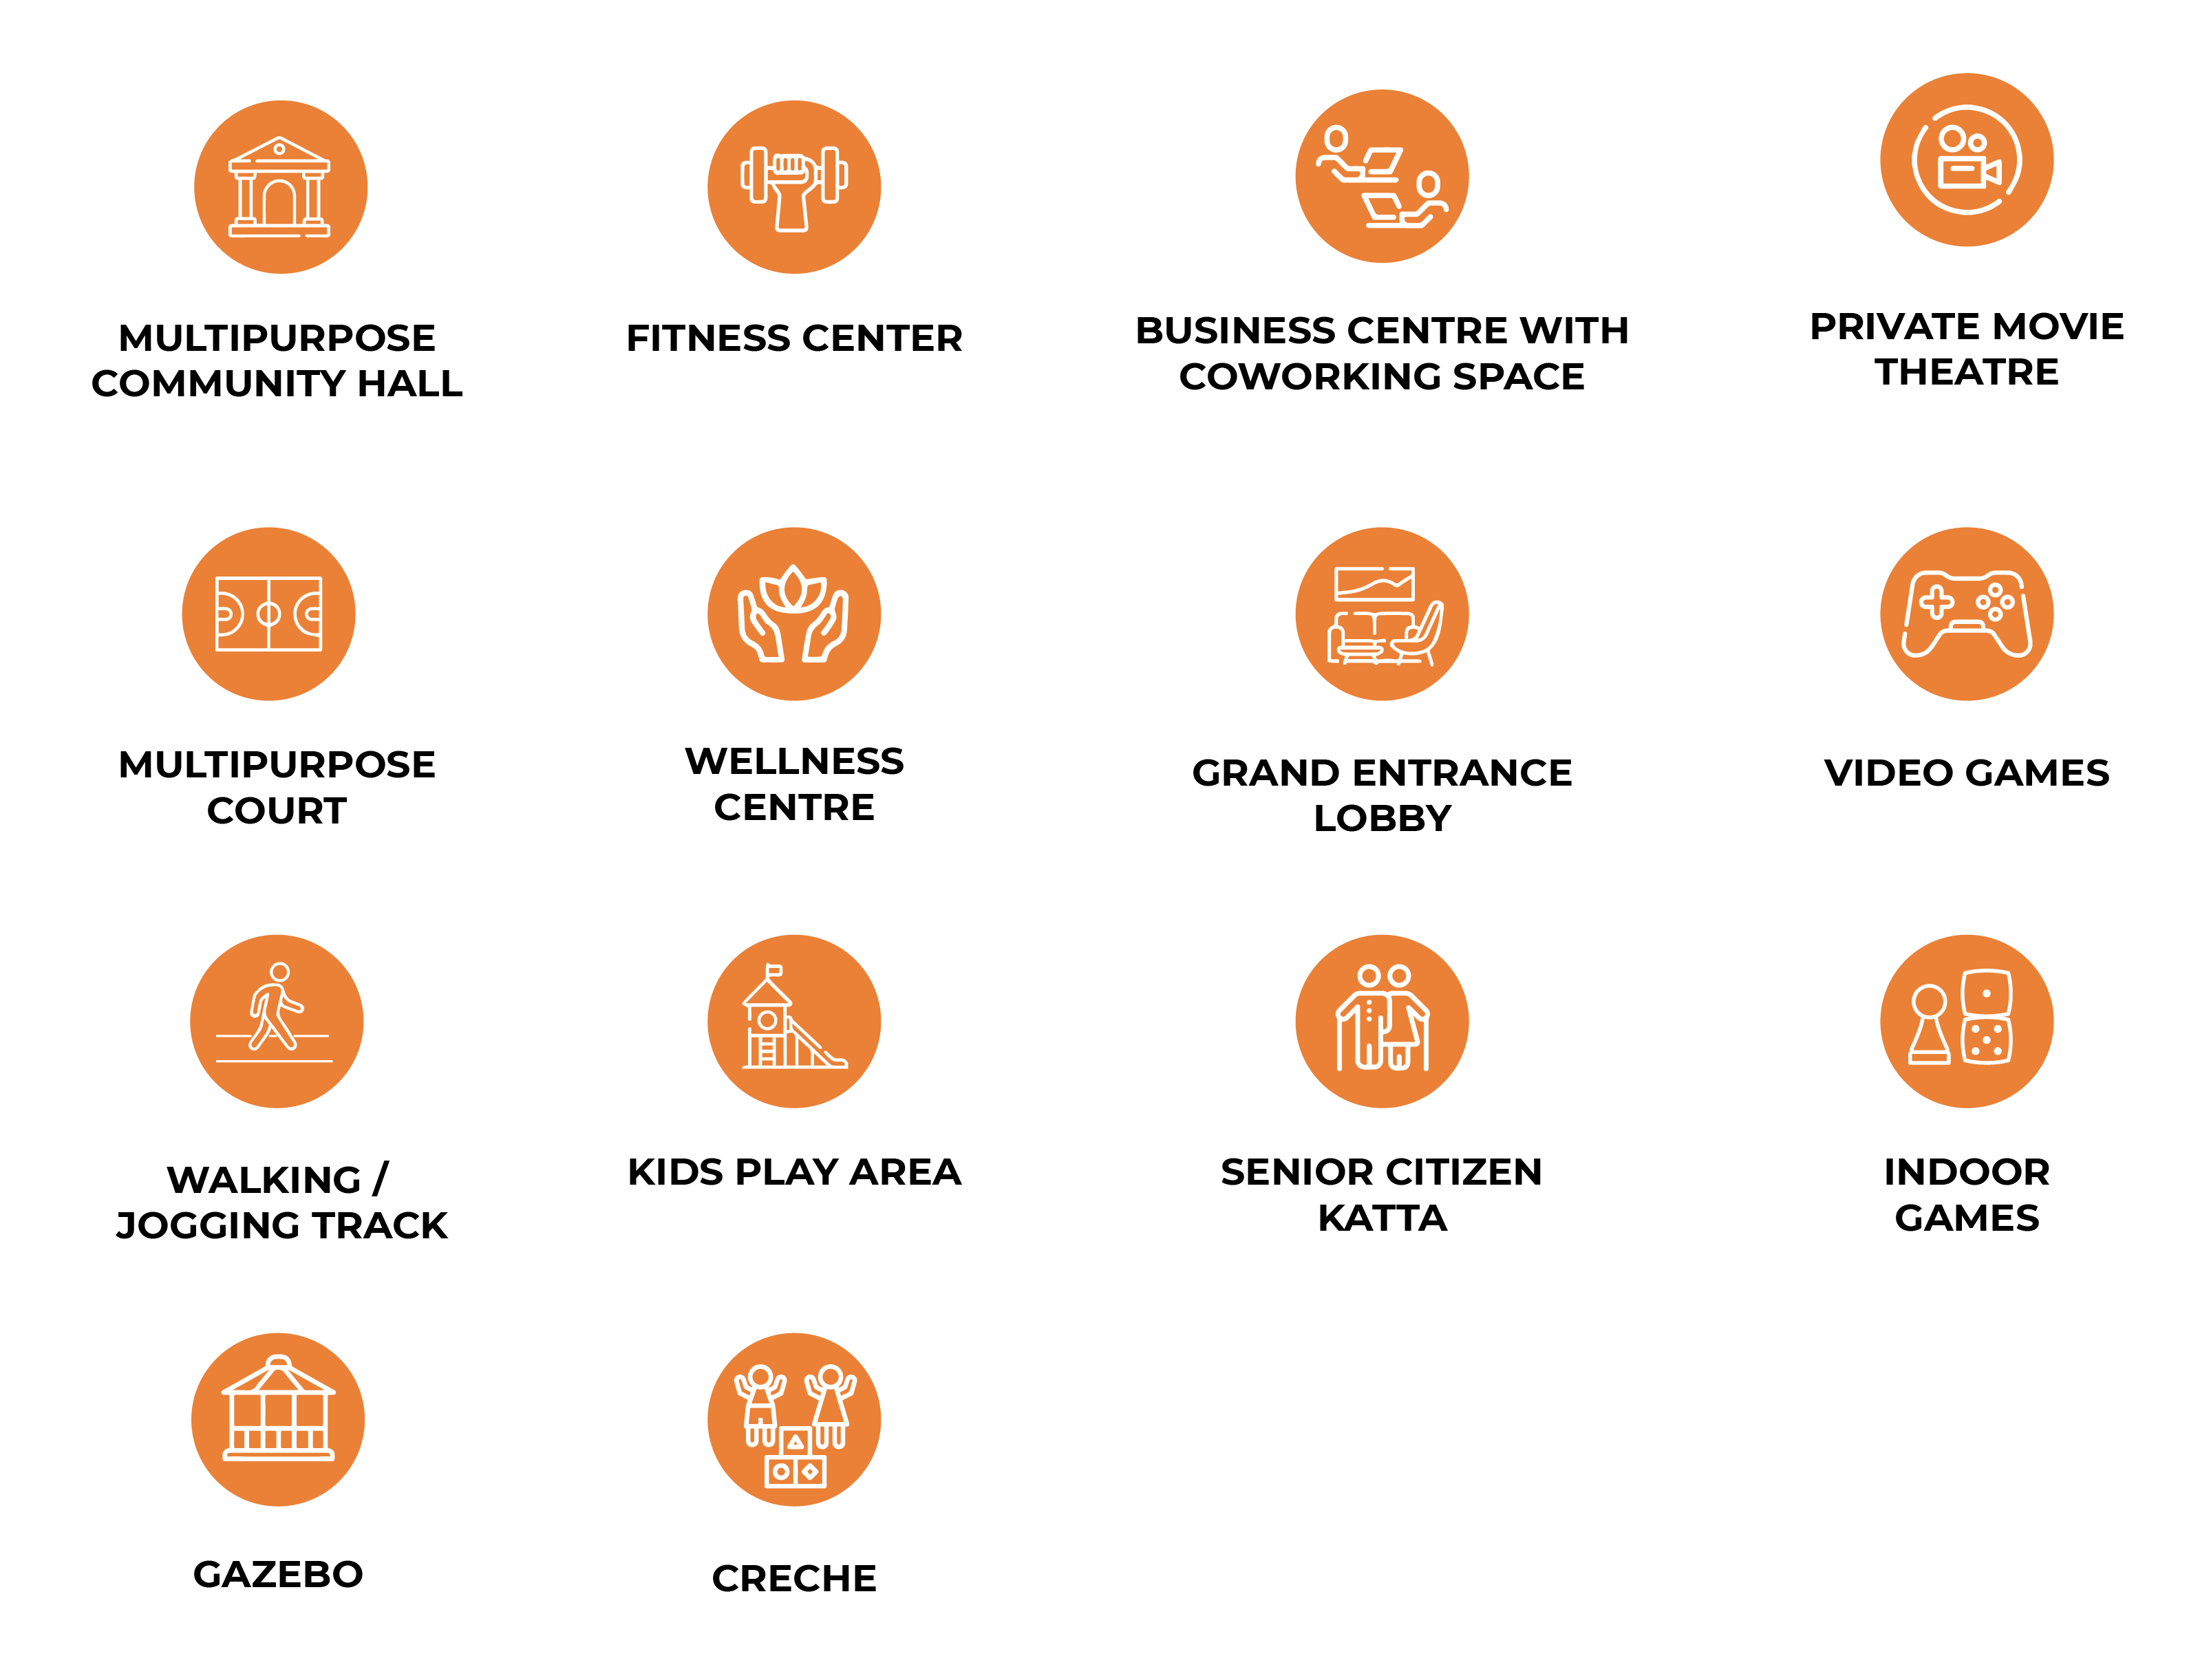 MULTIPURPOSE
COMMUNITY HALL
FITNESS CENTER
BUSINESS CENTRE WITH
COWORKING SPACE
PRIVATE MOVIE
THEATRE
MULTIPURPOSE
COURT
WELLNESS
CENTRE
GRAND ENTRANCE
LOBBY
VIDEO GAMES
WALKING /
JOGGING TRACK
KIDS PLAY AREA
SENIOR CITIZEN
KATTA
INDOOR
GAMES
GAZEBO
CRECHE